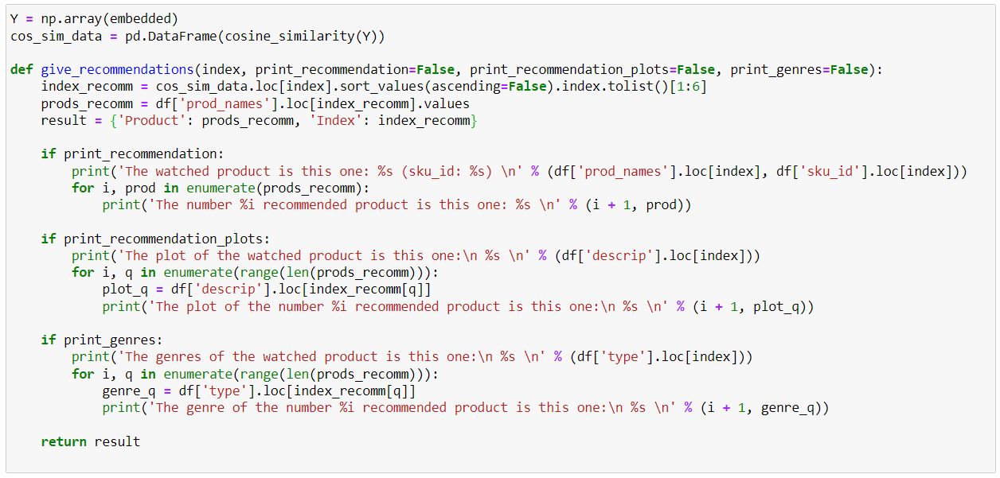 Y = np.array(embedded)
cos_sim_data = pd.DataFrame(cosine_similarity(Y))

def give_recommendations(index, print_recommendation=False, print_recommendation_plots=False, print_genres=False):
    index_recomm = cos_sim_data.loc[index].sort_values(ascending=False).index.tolist()[1:6]
    prods_recomm = df['prod_names'].loc[index_recomm].values
    result = {'Product': prods_recomm, 'Index': index_recomm}

    if print_recommendation:
        print('The watched product is this one: %s (sku_id: %s) \n' % (df['prod_names'].loc[index], df['sku_id'].loc[index]))
        for i, prod in enumerate(prods_recomm):
            print('The number %i recommended product is this one: %s \n' % (i + 1, prod))

    if print_recommendation_plots:
        print('The plot of the watched product is this one:\n %s \n' % (df['descrip'].loc[index]))
        for i, q in enumerate(range(len(prods_recomm))):
            plot_q = df['descrip'].loc[index_recomm[q]]
            print('The plot of the number %i recommended product is this one:\n %s \n' % (i + 1, plot_q))

    if print_genres:
        print('The genres of the watched product is this one:\n %s \n' % (df['type'].loc[index]))
        for i, q in enumerate(range(len(prods_recomm))):
            genre_q = df['type'].loc[index_recomm[q]]
            print('The genre of the number %i recommended product is this one:\n %s \n' % (i + 1, genre_q))

    return result